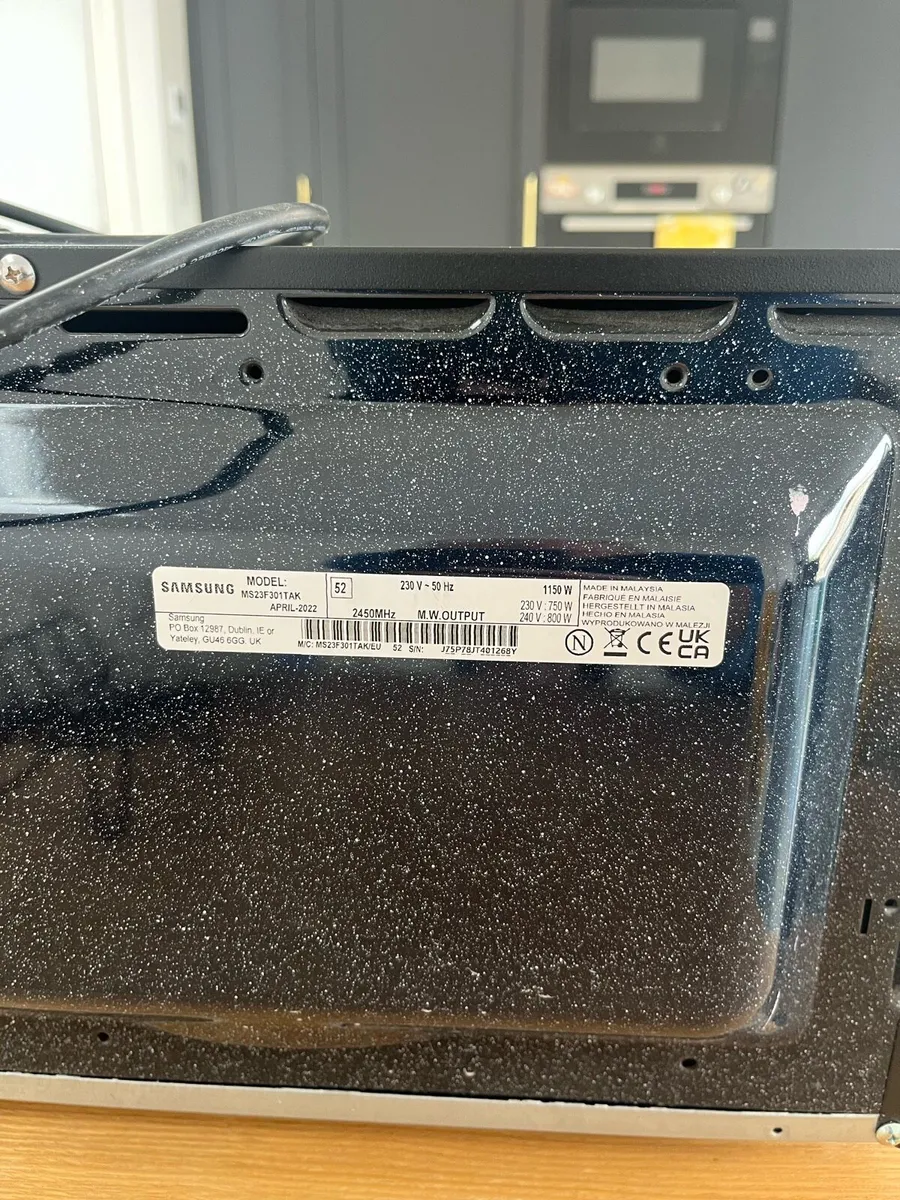 SAMSUNG
MODEL:
MS23F301TAK
APRIL-2022
52
230 V ~ 50 Hz
1150 W
2450MHz M.W.OUTPUT
230 V : 750 W
240 V : 800 W
Samsung
PO Box 12987, Dublin, IE or
Yateley, GU46 6GG. UK
M/C: MS23F301TAK/EU 52 S/N: J75P78JT401268Y
MADE IN MALAYSIA
FABRIQUÉ EN MALAISIE
HERGESTELLT IN MALASIA
HECHO EN MALASIA
WYPRODUKOWANO W MALEZJI
N CE UK
CA